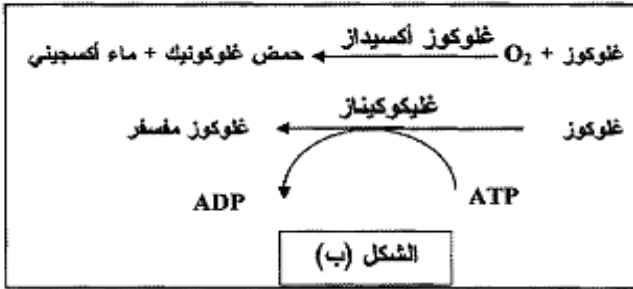 غلوكوز أكسيداز
غلوكوز + O₂ ← حمض غلوكونيك + ماء أكسجيني
غليكوكيناز
غلوكوز ← غلوكوز مفسفر
ATP ADP
الشكل (ب)